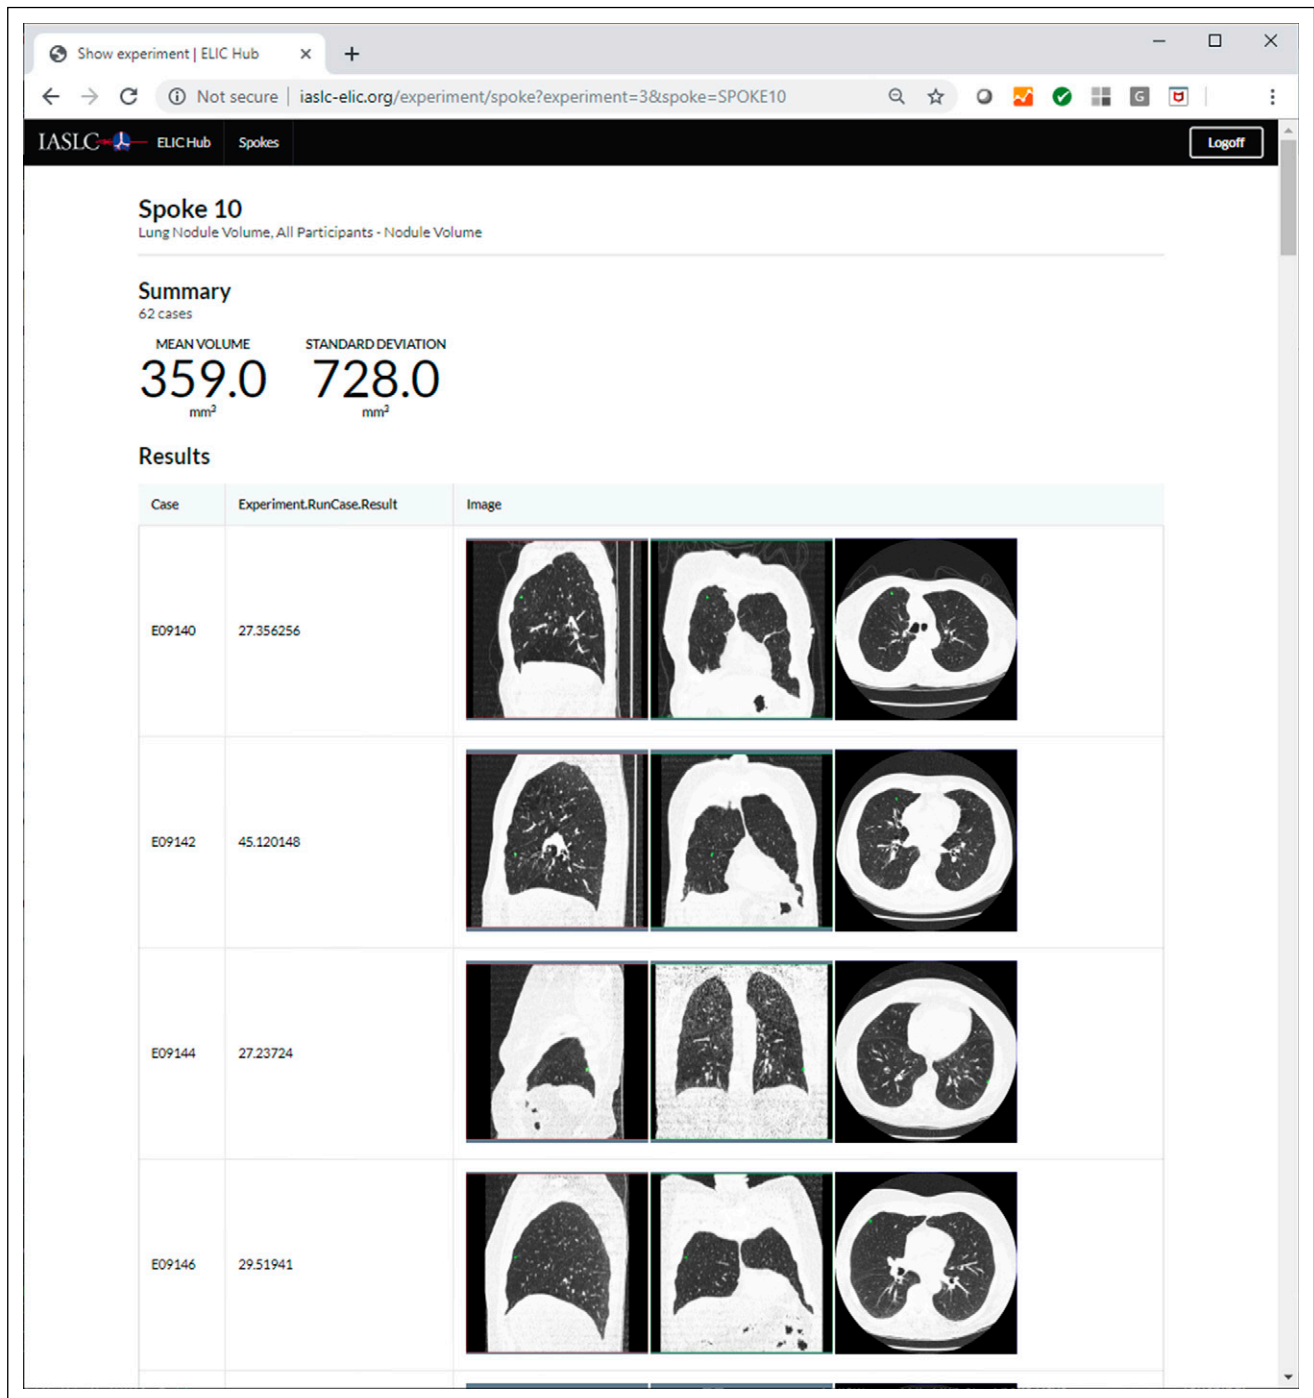 Show experiment | ELIC Hub
Not secure | iaslc-elic.org/experiment/spoke?experiment=3&spoke=SPOKE10
G
IASLC ELIC Hub Spokes Logoff
Spoke 10
Lung Nodule Volume, All Participants - Nodule Volume
Summary
62 cases
MEAN VOLUME STANDARD DEVIATION
359.0 728.0
mm³ mm³
Results
Case Experiment.RunCase.Result Image
E09140 27.356256
E09142 45.120148
E09144 27.23724
E09146 29.51941